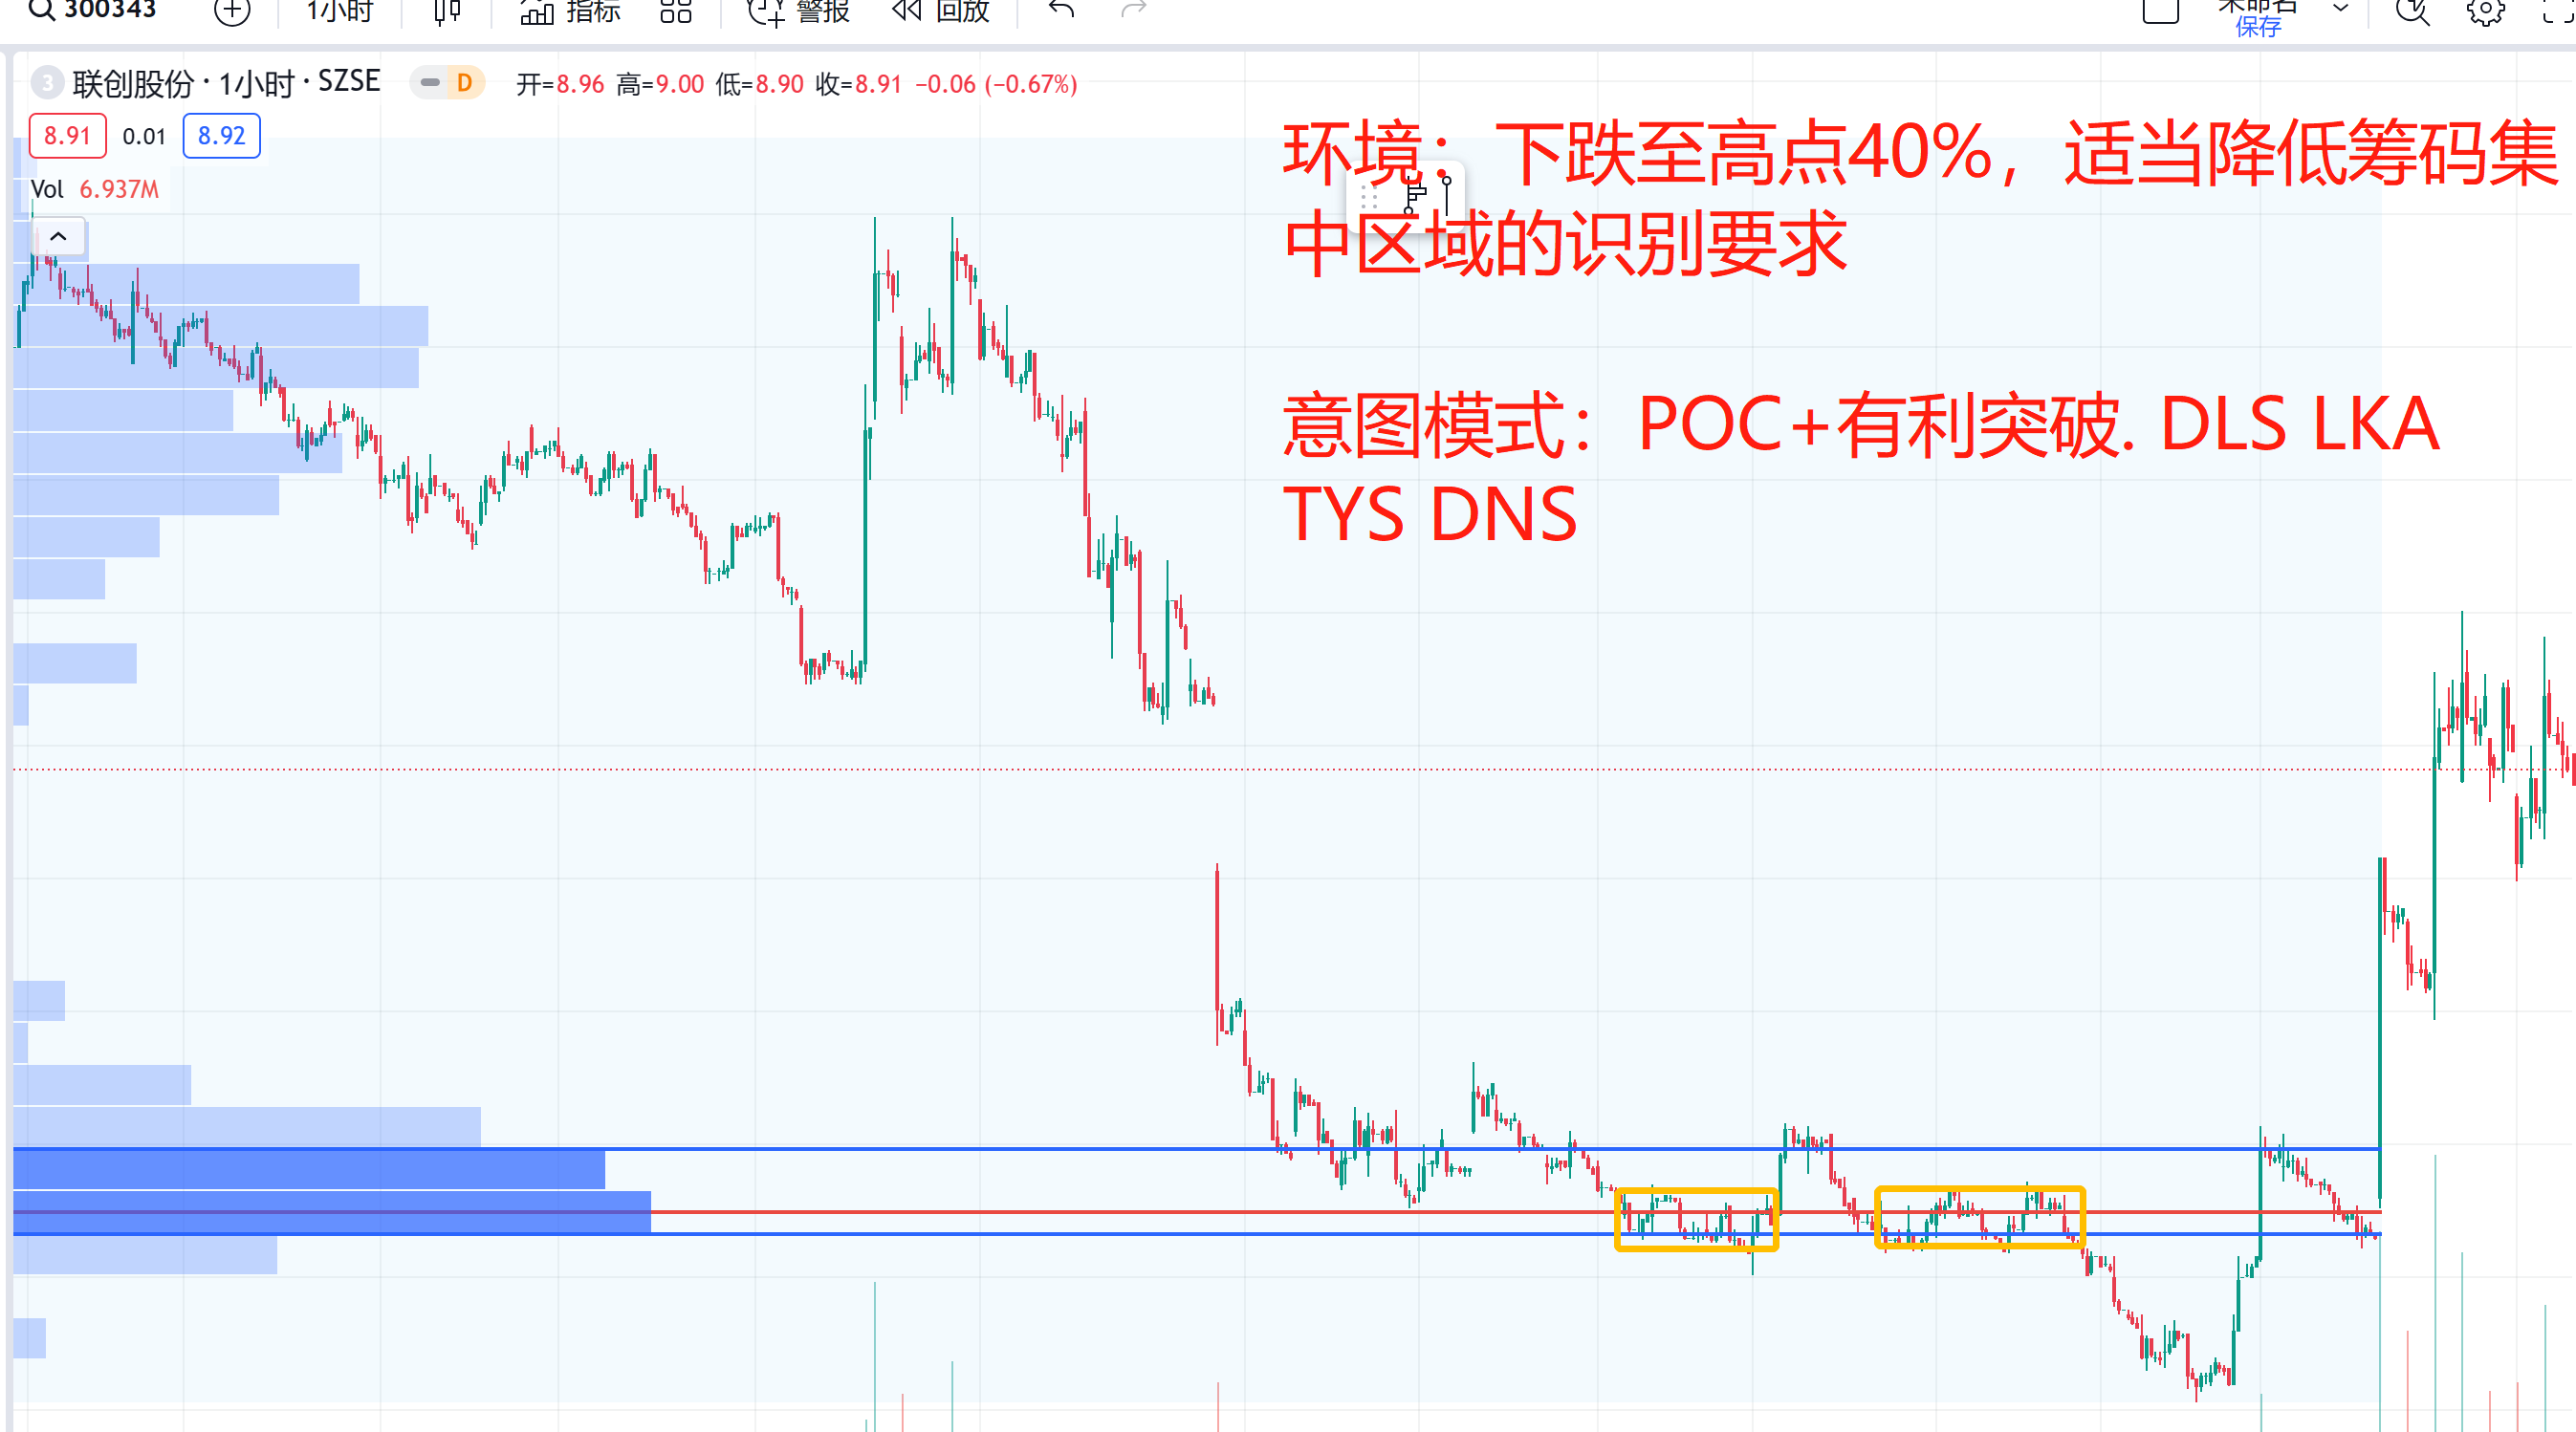 300343 1小时 指标 警报 回放 未命名
保存
3 联创股份 · 1小时 · SZSE D 开=8.96 高=9.00 低=8.90 收=8.91 −0.06 (−0.67%)
8.91 0.01 8.92
Vol 6.937M
环境：下跌至高点40%，适当降低筹码集
中区域的识别要求
意图模式：POC+有利突破. DLS LKA
TYS DNS